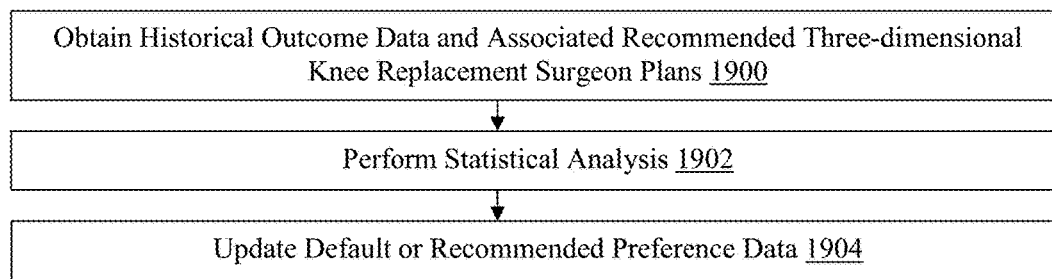 Obtain Historical Outcome Data and Associated Recommended Three-dimensional
Knee Replacement Surgeon Plans 1900
Perform Statistical Analysis 1902
Update Default or Recommended Preference Data 1904